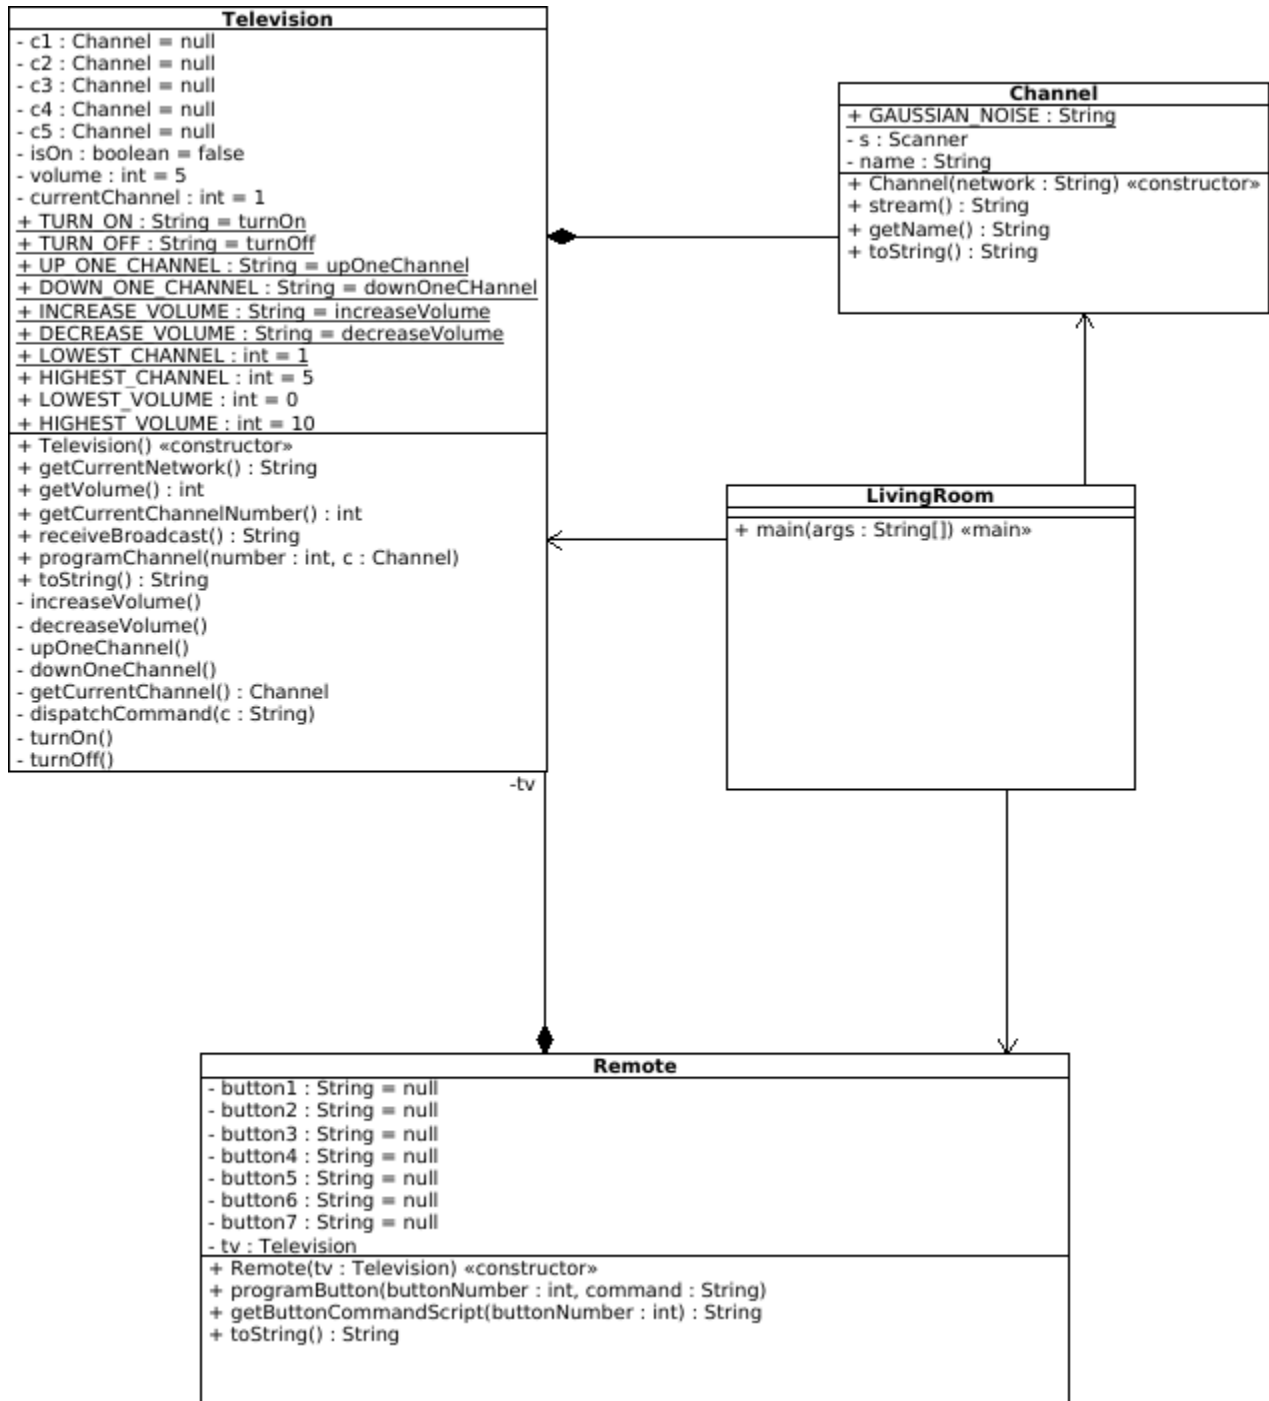 Television
- c1 : Channel = null
- c2 : Channel = null
- c3 : Channel = null
- c4 : Channel = null
- c5 : Channel = null
- isOn : boolean = false
- volume : int = 5
- currentChannel : int = 1
+ TURN_ON : String = turnOn
+ TURN_OFF : String = turnOff
+ UP_ONE_CHANNEL : String = upOneChannel
+ DOWN_ONE_CHANNEL : String = downOneCHannel
+ INCREASE_VOLUME : String = increaseVolume
+ DECREASE_VOLUME : String = decreaseVolume
+ LOWEST_CHANNEL : int = 1
+ HIGHEST_CHANNEL : int = 5
+ LOWEST_VOLUME : int = 0
+ HIGHEST_VOLUME : int = 10
+ Television() «constructor»
+ getCurrentNetwork() : String
+ getVolume() : int
+ getCurrentChannelNumber() : int
+ receiveBroadcast() : String
+ programChannel(number : int, c : Channel)
+ toString() : String
- increaseVolume()
- decreaseVolume()
- upOneChannel()
- downOneChannel()
- getCurrentChannel() : Channel
- dispatchCommand(c : String)
- turnOn()
- turnOff()
-tv
Channel
+ GAUSSIAN_NOISE : String
- s : Scanner
- name : String
+ Channel(network : String) «constructor»
+ stream() : String
+ getName() : String
+ toString() : String
LivingRoom
+ main(args : String[]) «main»
Remote
- button1 : String = null
- button2 : String = null
- button3 : String = null
- button4 : String = null
- button5 : String = null
- button6 : String = null
- button7 : String = null
- tv : Television
+ Remote(tv : Television) «constructor»
+ programButton(buttonNumber : int, command : String)
+ getButtonCommandScript(buttonNumber : int) : String
+ toString() : String